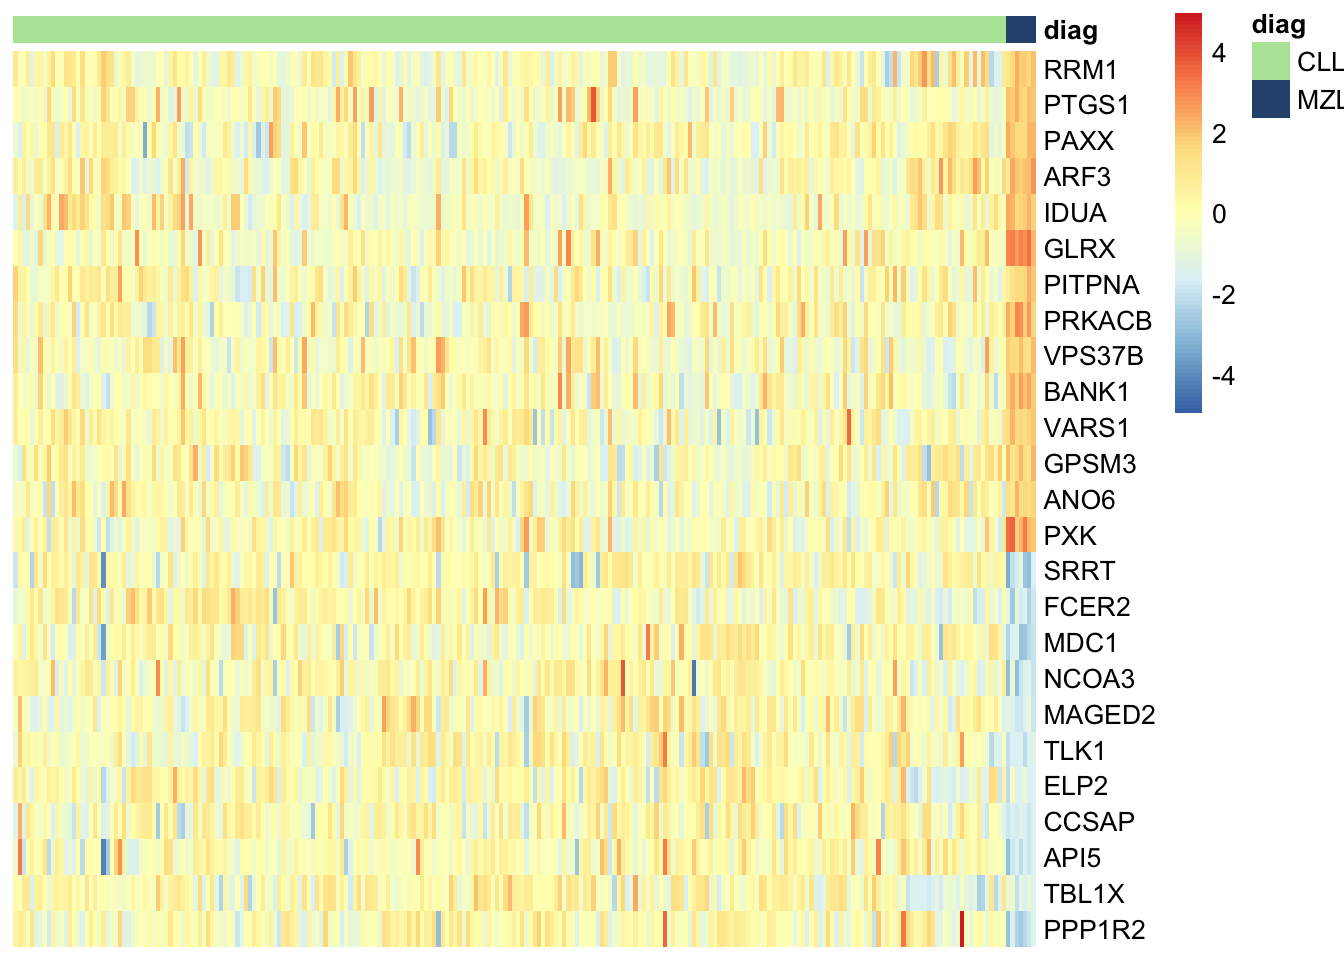 diag
RRM1
PTGS1
PAXX
ARF3
IDUA
GLRX
PITPNA
PRKACB
VPS37B
BANK1
VARS1
GPSM3
ANO6
PXK
SRRT
FCER2
MDC1
NCOA3
MAGED2
TLK1
ELP2
CCSAP
API5
TBL1X
PPP1R2
4
2
0
-2
-4
diag
CLL
MZL